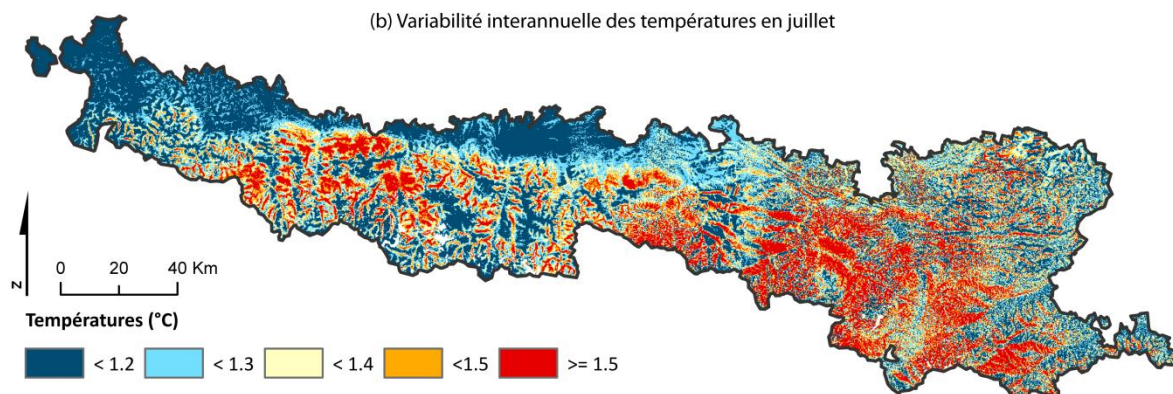 (b) Variabilité interannuelle des températures en juillet
N
0 20 40 Km
Températures (°C)
< 1.2 < 1.3 < 1.4 <1.5 >= 1.5